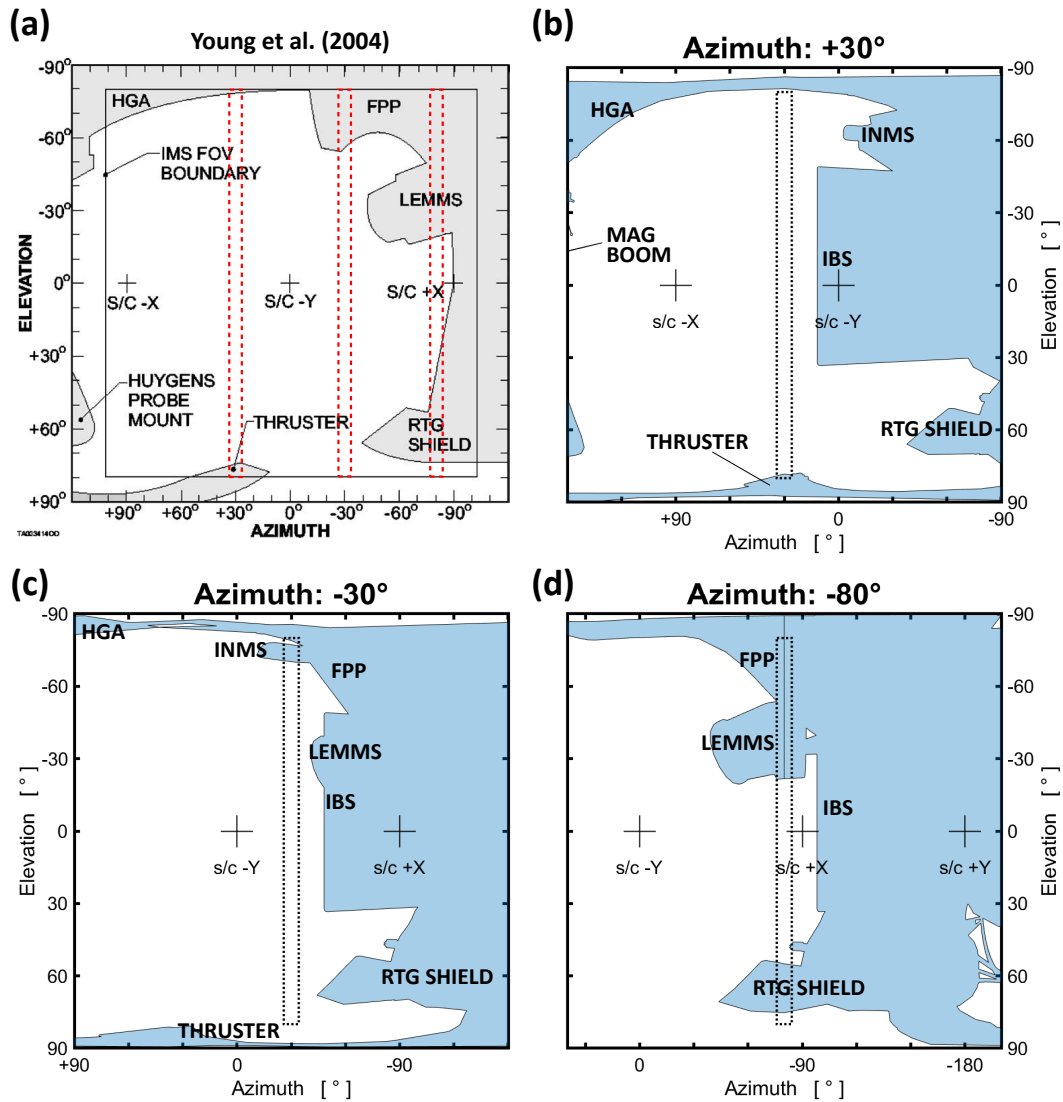 (a)
Young et al. (2004)
-90°
-60°
-30°
0°
+30°
+60°
+90°
ELEVATION
HGA
FPP
IMS FOV
BOUNDARY
LEMMS
S/C -X
S/C -Y
S/C +X
HUYGENS
PROBE
MOUNT
THRUSTER
RTG
SHIELD
+90°
+60°
+30°
0°
-30°
-60°
-90°
AZIMUTH
(b)
Azimuth: +30°
HGA
INMS
MAG
BOOM
IBS
s/c -X
s/c -Y
THRUSTER
RTG SHIELD
-90
-60
-30
0
30
60
90
Elevation [ ° ]
+90
0
-90
Azimuth [ ° ]
(c)
Azimuth: -30°
-90
-60
-30
0
30
60
90
Elevation [ ° ]
HGA
INMS
FPP
LEMMS
IBS
s/c -Y
s/c +X
RTG SHIELD
THRUSTER
+90
0
-90
Azimuth [ ° ]
(d)
Azimuth: -80°
FPP
LEMMS
IBS
s/c -Y
s/c +X
s/c +Y
RTG SHIELD
-90
-60
-30
0
30
60
90
Elevation [ ° ]
0
-90
-180
Azimuth [ ° ]